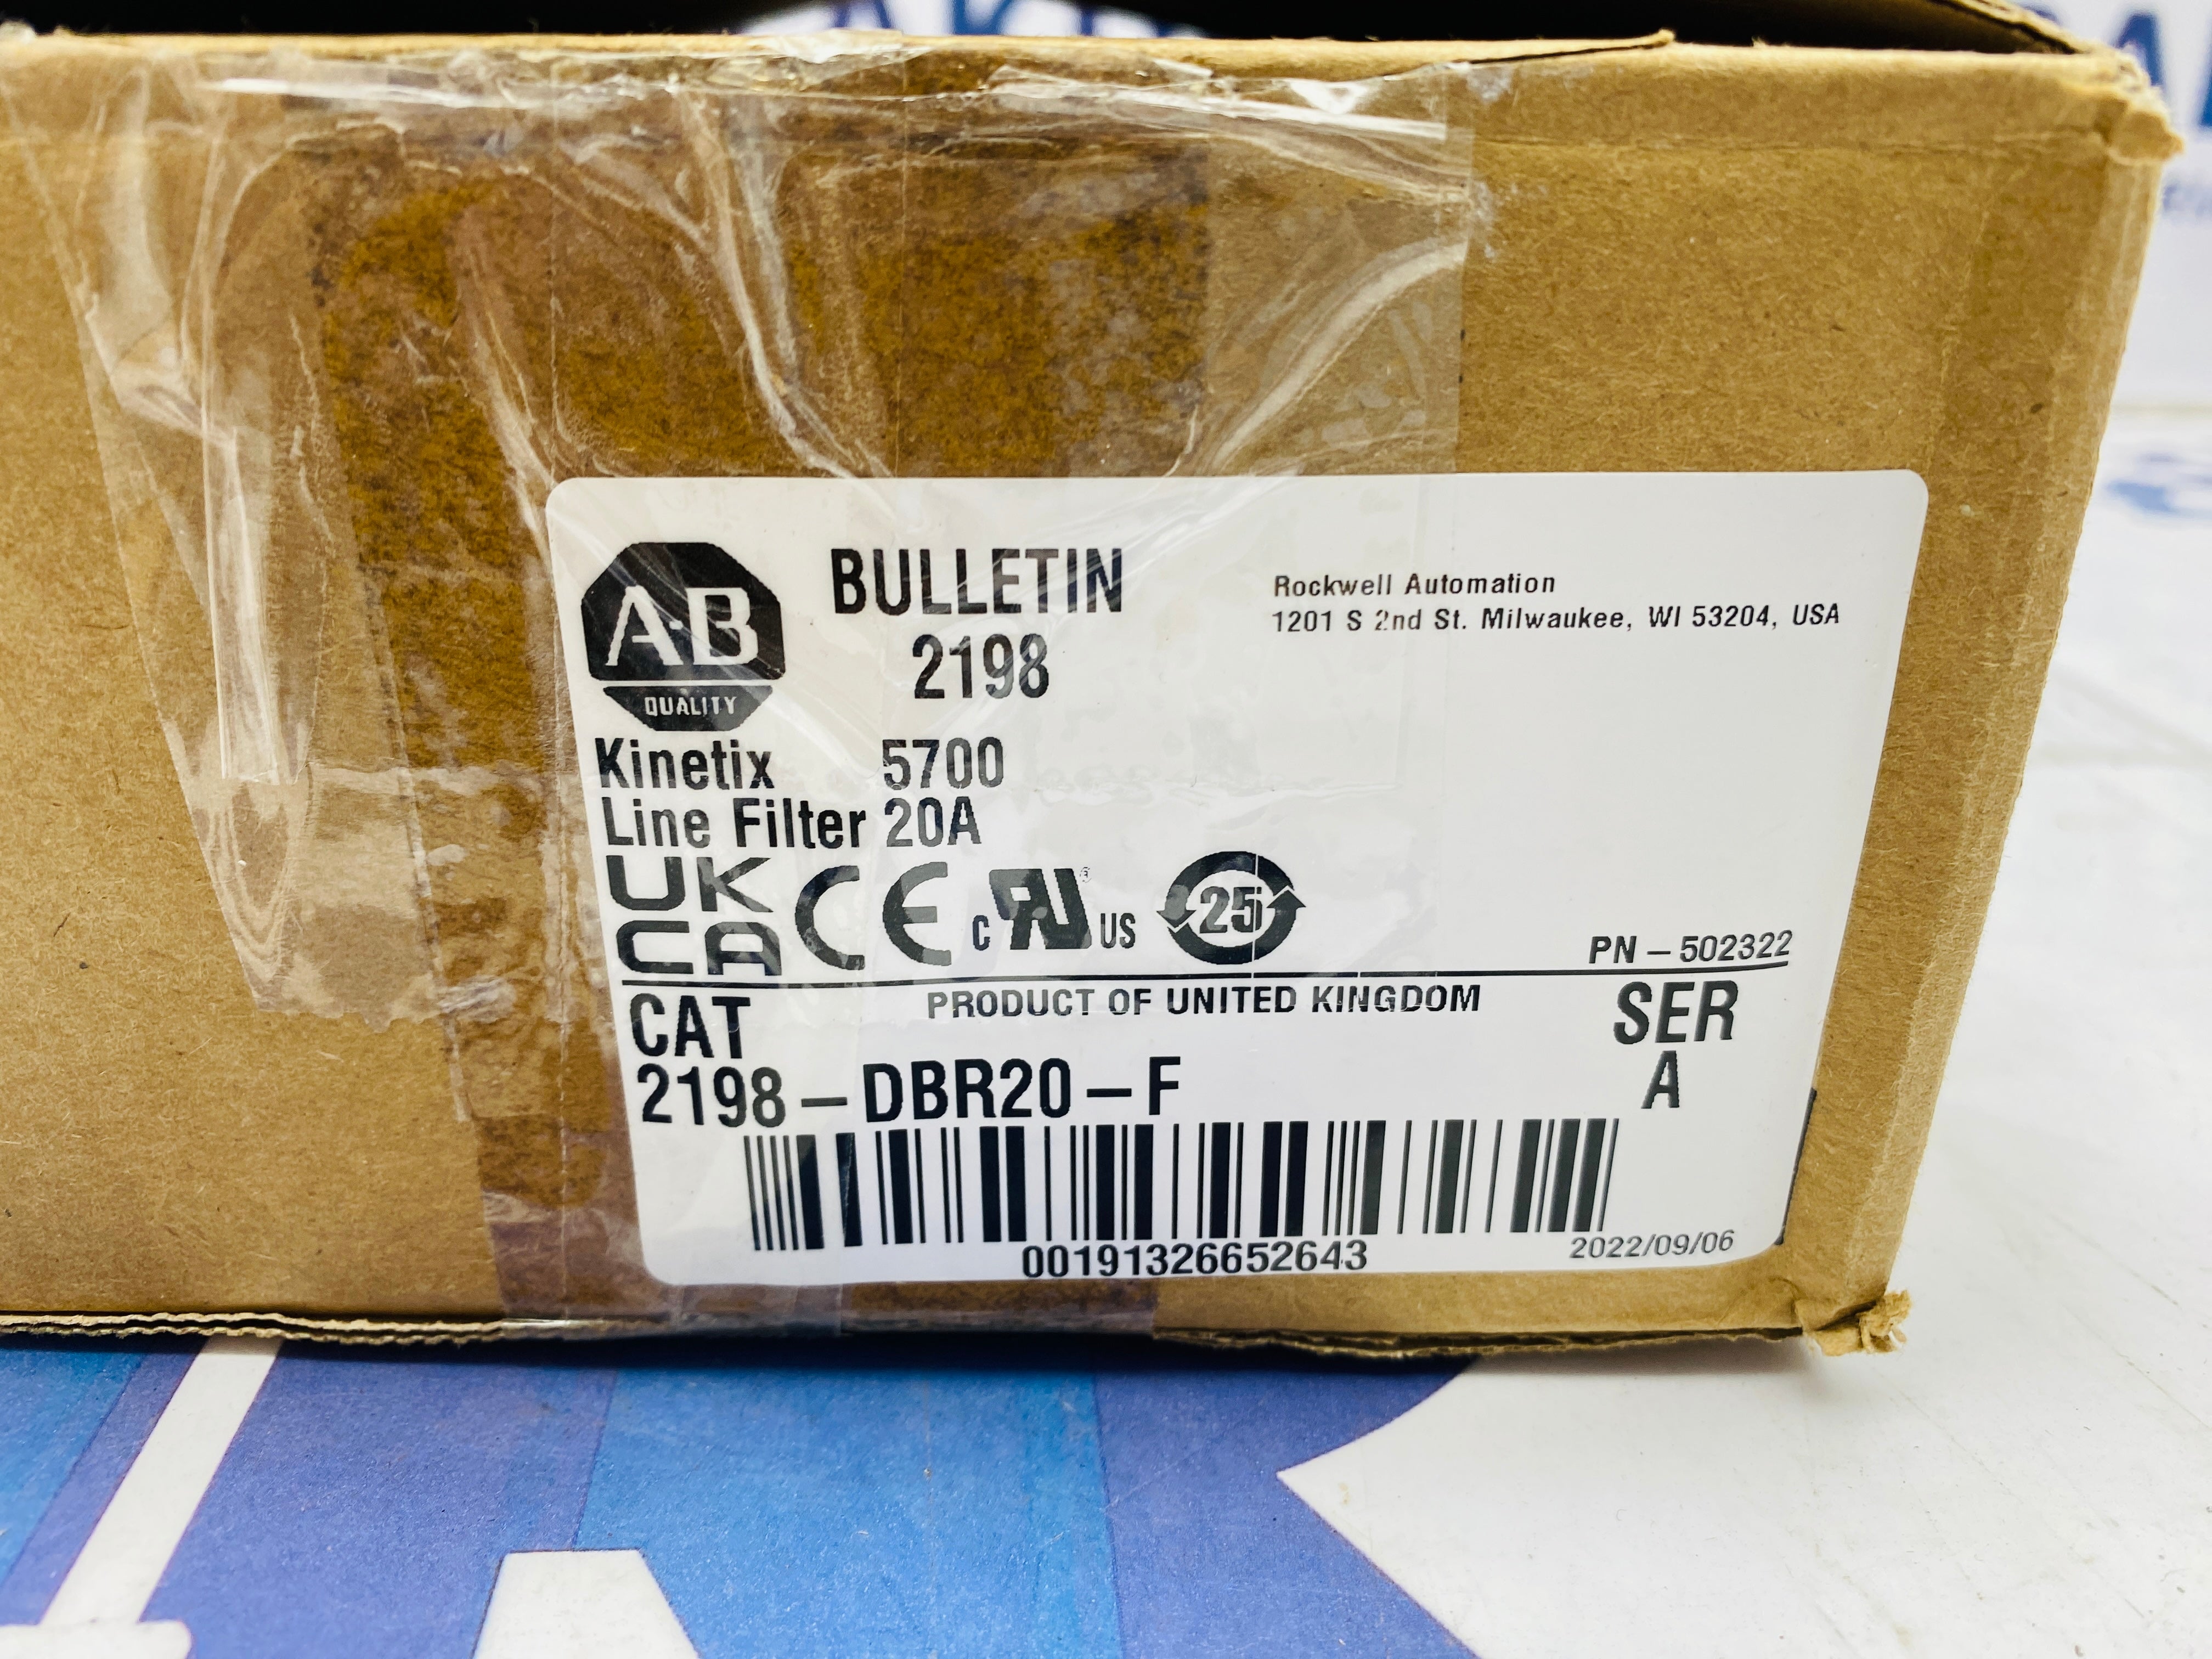 A·B
QUALITY
BULLETIN
2198
Rockwell Automation
1201 S 2nd St. Milwaukee, WI 53204, USA
Kinetix 5700
Line Filter 20A
UK
CA
CE
c RU ® US
25
PN – 502322
CAT
PRODUCT OF UNITED KINGDOM
SER
A
2198 – DBR20 – F
00191326652643
2022/09/06